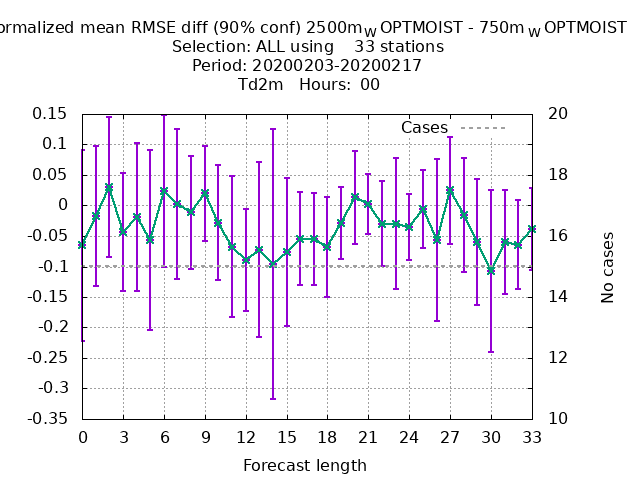 ormalized mean RMSE diff (90% conf) 2500m W OPTMOIST - 750m W OPTMOIST
Selection: ALL using 33 stations
Period: 20200203-20200217
Td2m Hours: 00
0.15
0.1
0.05
0
-0.05
-0.1
-0.15
-0.2
-0.25
-0.3
-0.35
Cases
20
18
16
14
12
10
No cases
0 3 6 9 12 15 18 21 24 27 30 33
Forecast length